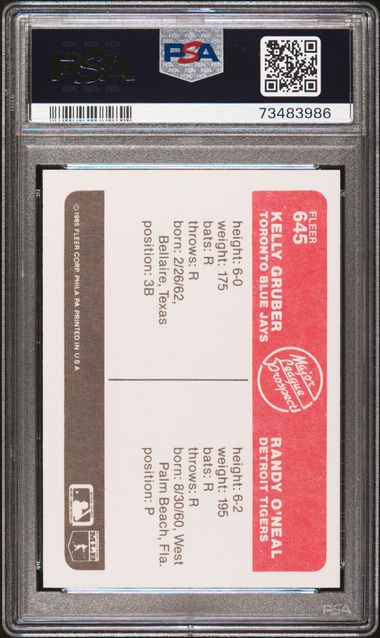 PSA
PSA
73483986
FLEER
645
KELLY GRUBER
TORONTO BLUE JAYS
height: 6-0
weight: 175
bats: R
throws: R
born: 2/26/62,
Bellaire, Texas
position: 3B
Major
League
Prospect
RANDY O'NEAL
DETROIT TIGERS
height: 6-2
weight: 195
bats: R
throws: R
born: 8/30/60, West
Palm Beach, Fla.
position: P
© 1985 FLEER CORP. PHILA. PA. PRINTED IN U.S.A.
PSA